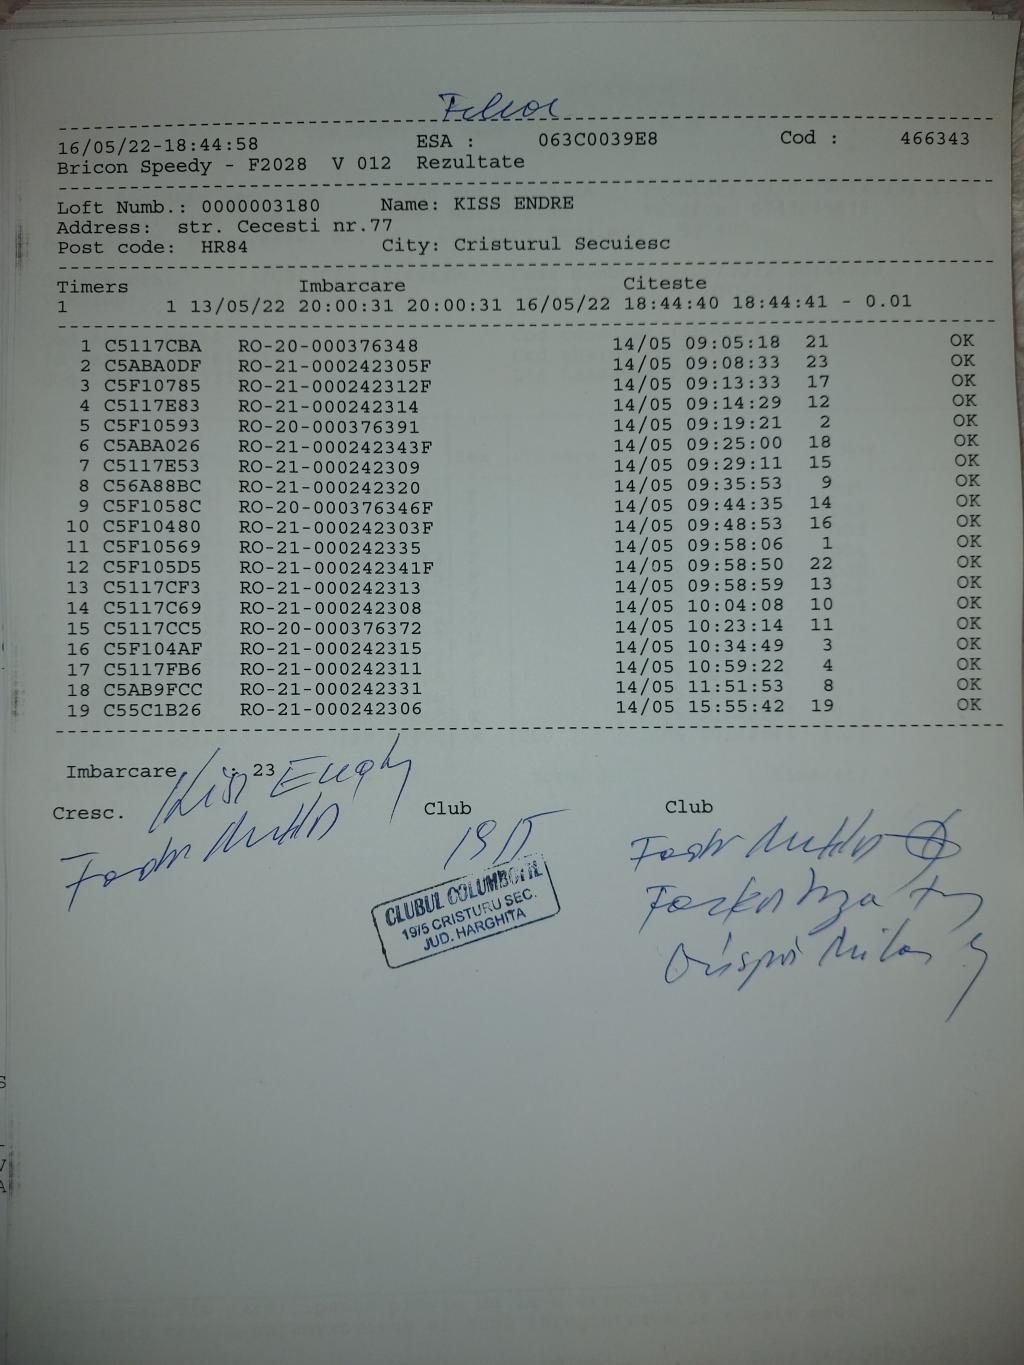 16/05/22-18:44:58 ESA : 063C0039E8 Cod : 466343
Bricon Speedy - F2028 V 012 Rezultate
Loft Numb.: 0000003180 Name: KISS ENDRE
Address: str. Cecesti nr.77
Post code: HR84 City: Cristurul Secuiesc
Timers Imbarcare Citeste
1 1 13/05/22 20:00:31 20:00:31 16/05/22 18:44:40 18:44:41 - 0.01
1 C5117CBA RO-20-000376348 14/05 09:05:18 21 OK
2 C5ABA0DF RO-21-000242305F 14/05 09:08:33 23 OK
3 C5F10785 RO-21-000242312F 14/05 09:13:33 17 OK
4 C5117E83 RO-21-000242314 14/05 09:14:29 12 OK
5 C5F10593 RO-20-000376391 14/05 09:19:21 2 OK
6 C5ABA026 RO-21-000242343F 14/05 09:25:00 18 OK
7 C5117E53 RO-21-000242309 14/05 09:29:11 15 OK
8 C56A88BC RO-21-000242320 14/05 09:35:53 9 OK
9 C5F1058C RO-20-000376346F 14/05 09:44:35 14 OK
10 C5F10480 RO-21-000242303F 14/05 09:48:53 16 OK
11 C5F10569 RO-21-000242335 14/05 09:58:06 1 OK
12 C5F105D5 RO-21-000242341F 14/05 09:58:50 22 OK
13 C5117CF3 RO-21-000242313 14/05 09:58:59 13 OK
14 C5117C69 RO-21-000242308 14/05 10:04:08 10 OK
15 C5117CC5 RO-20-000376372 14/05 10:23:14 11 OK
16 C5F104AF RO-21-000242315 14/05 10:34:49 3 OK
17 C5117FB6 RO-21-000242311 14/05 10:59:22 4 OK
18 C5AB9FCC RO-21-000242331 14/05 11:51:53 8 OK
19 C55C1B26 RO-21-000242306 14/05 15:55:42 19 OK
Imbarcare : 23
Cresc. Kiss Club Club
CLUBUL COLUMBOFIL
1975 CRISTURU SEC.
JUD. HARGHITA